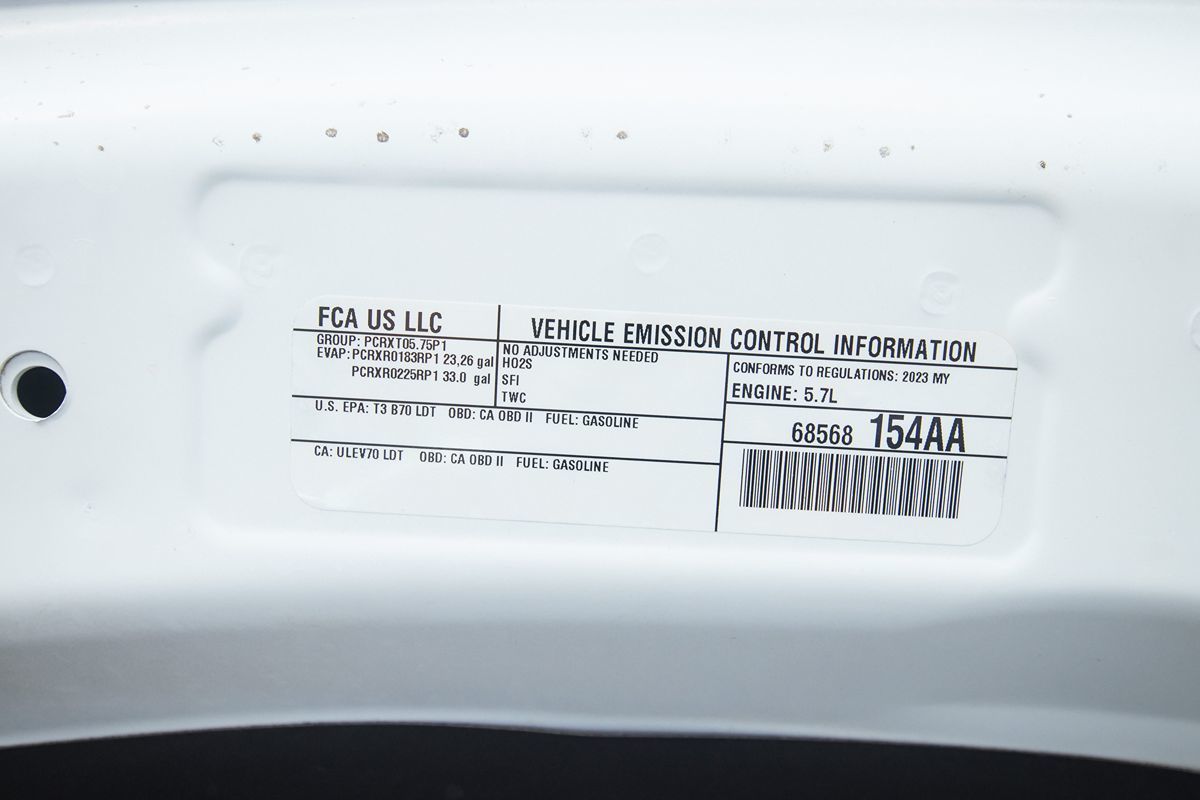 FCA US LLC
VEHICLE EMISSION CONTROL INFORMATION
GROUP: PCRXT05.75P1
EVAP: PCRXR0183RP1 23,26 gal
PCRXR0225RP1 33.0 gal
NO ADJUSTMENTS NEEDED
HO2S
SFI
TWC
CONFORMS TO REGULATIONS: 2023 MY
ENGINE: 5.7L
U.S. EPA: T3 B70 LDT OBD: CA OBD II FUEL: GASOLINE
68568 154AA
CA: ULEV70 LDT OBD: CA OBD II FUEL: GASOLINE